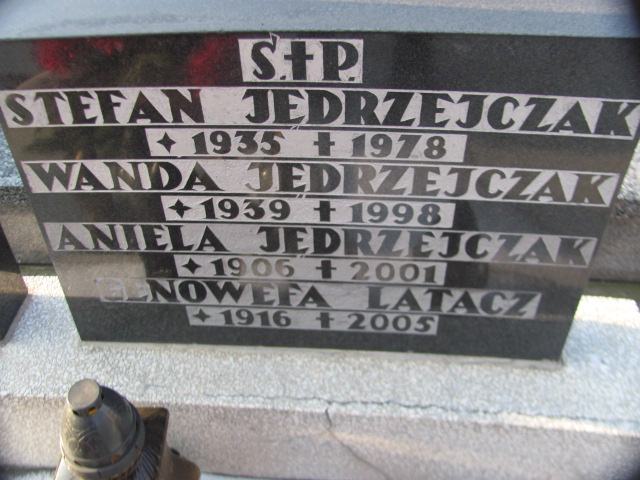 Ś.✝P.
STEFAN JĘDRZEJCZAK
✦ 1935 ✝ 1978
WANDA JĘDRZEJCZAK
✦ 1939 ✝ 1998
ANIELA JĘDRZEJCZAK
✦ 1906 ✝ 2001
GENOWEFA LATACZ
✦ 1916 ✝ 2005